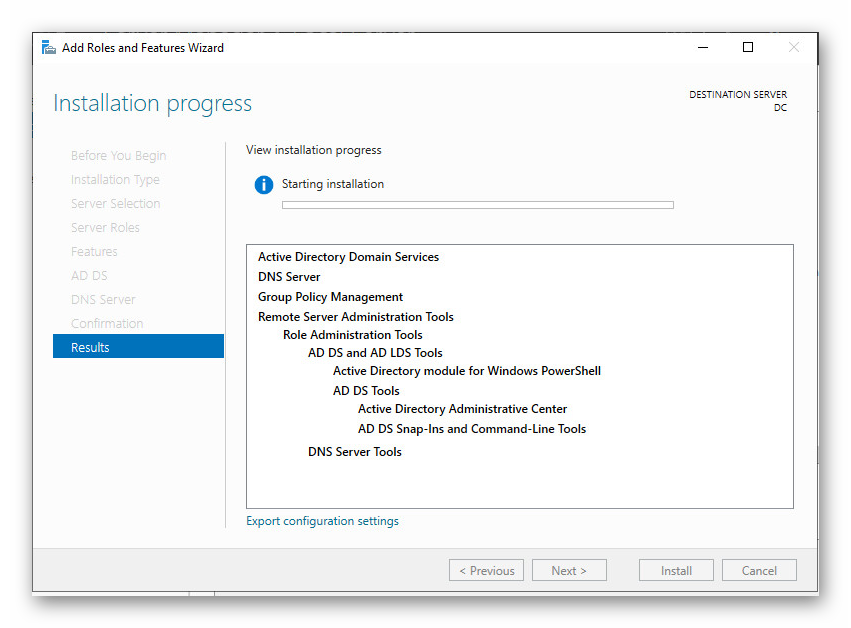 Add Roles and Features Wizard
Installation progress
DESTINATION SERVER
DC
Before You Begin
Installation Type
Server Selection
Server Roles
Features
AD DS
DNS Server
Confirmation
Results
View installation progress
Starting installation
Active Directory Domain Services
DNS Server
Group Policy Management
Remote Server Administration Tools
Role Administration Tools
AD DS and AD LDS Tools
Active Directory module for Windows PowerShell
AD DS Tools
Active Directory Administrative Center
AD DS Snap-Ins and Command-Line Tools
DNS Server Tools
Export configuration settings
< Previous
Next >
Install
Cancel